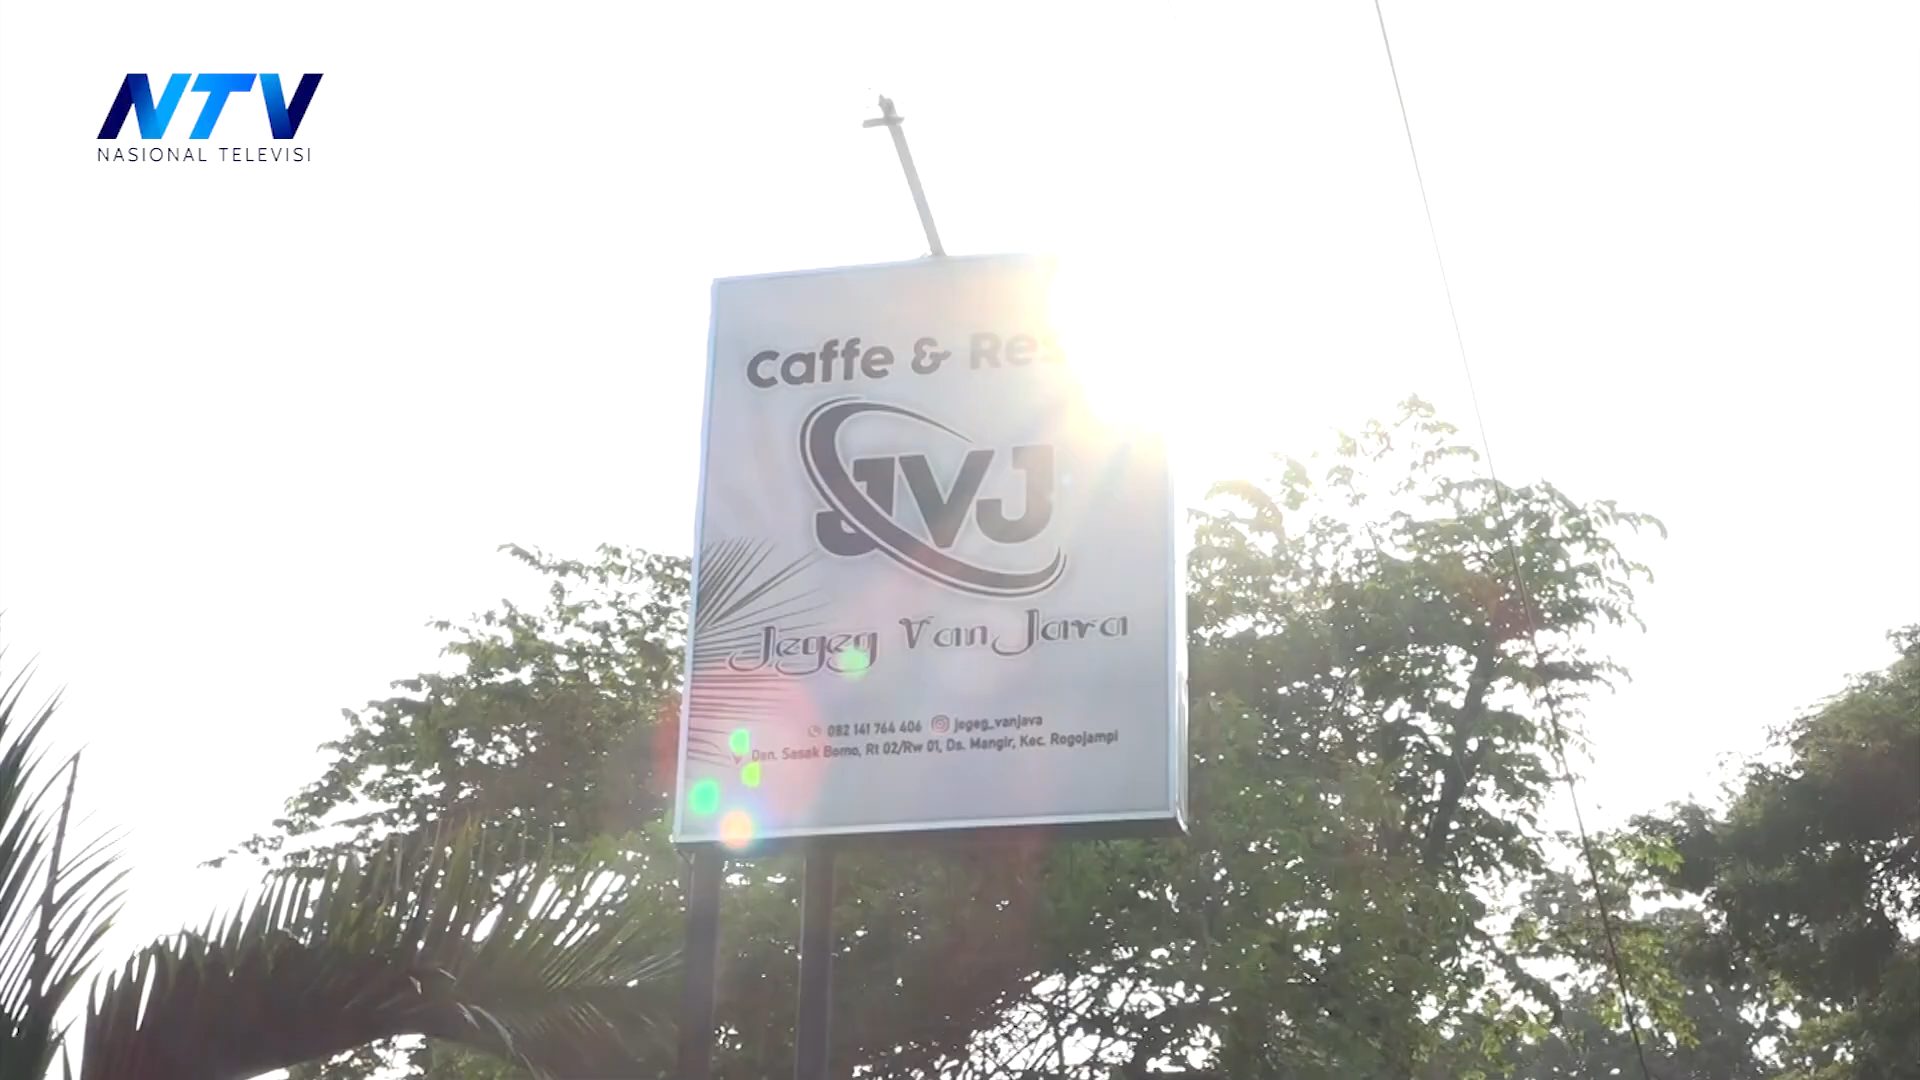 NTV
NASIONAL TELEVISI
Caffe & Res
JVJ
Jegeg Van Java
082 141 764 406 jegeg_vanjava
Dsn. Sasak Bomo, Rt 02/Rw 01, Ds. Mangir, Kec. Rogojampi